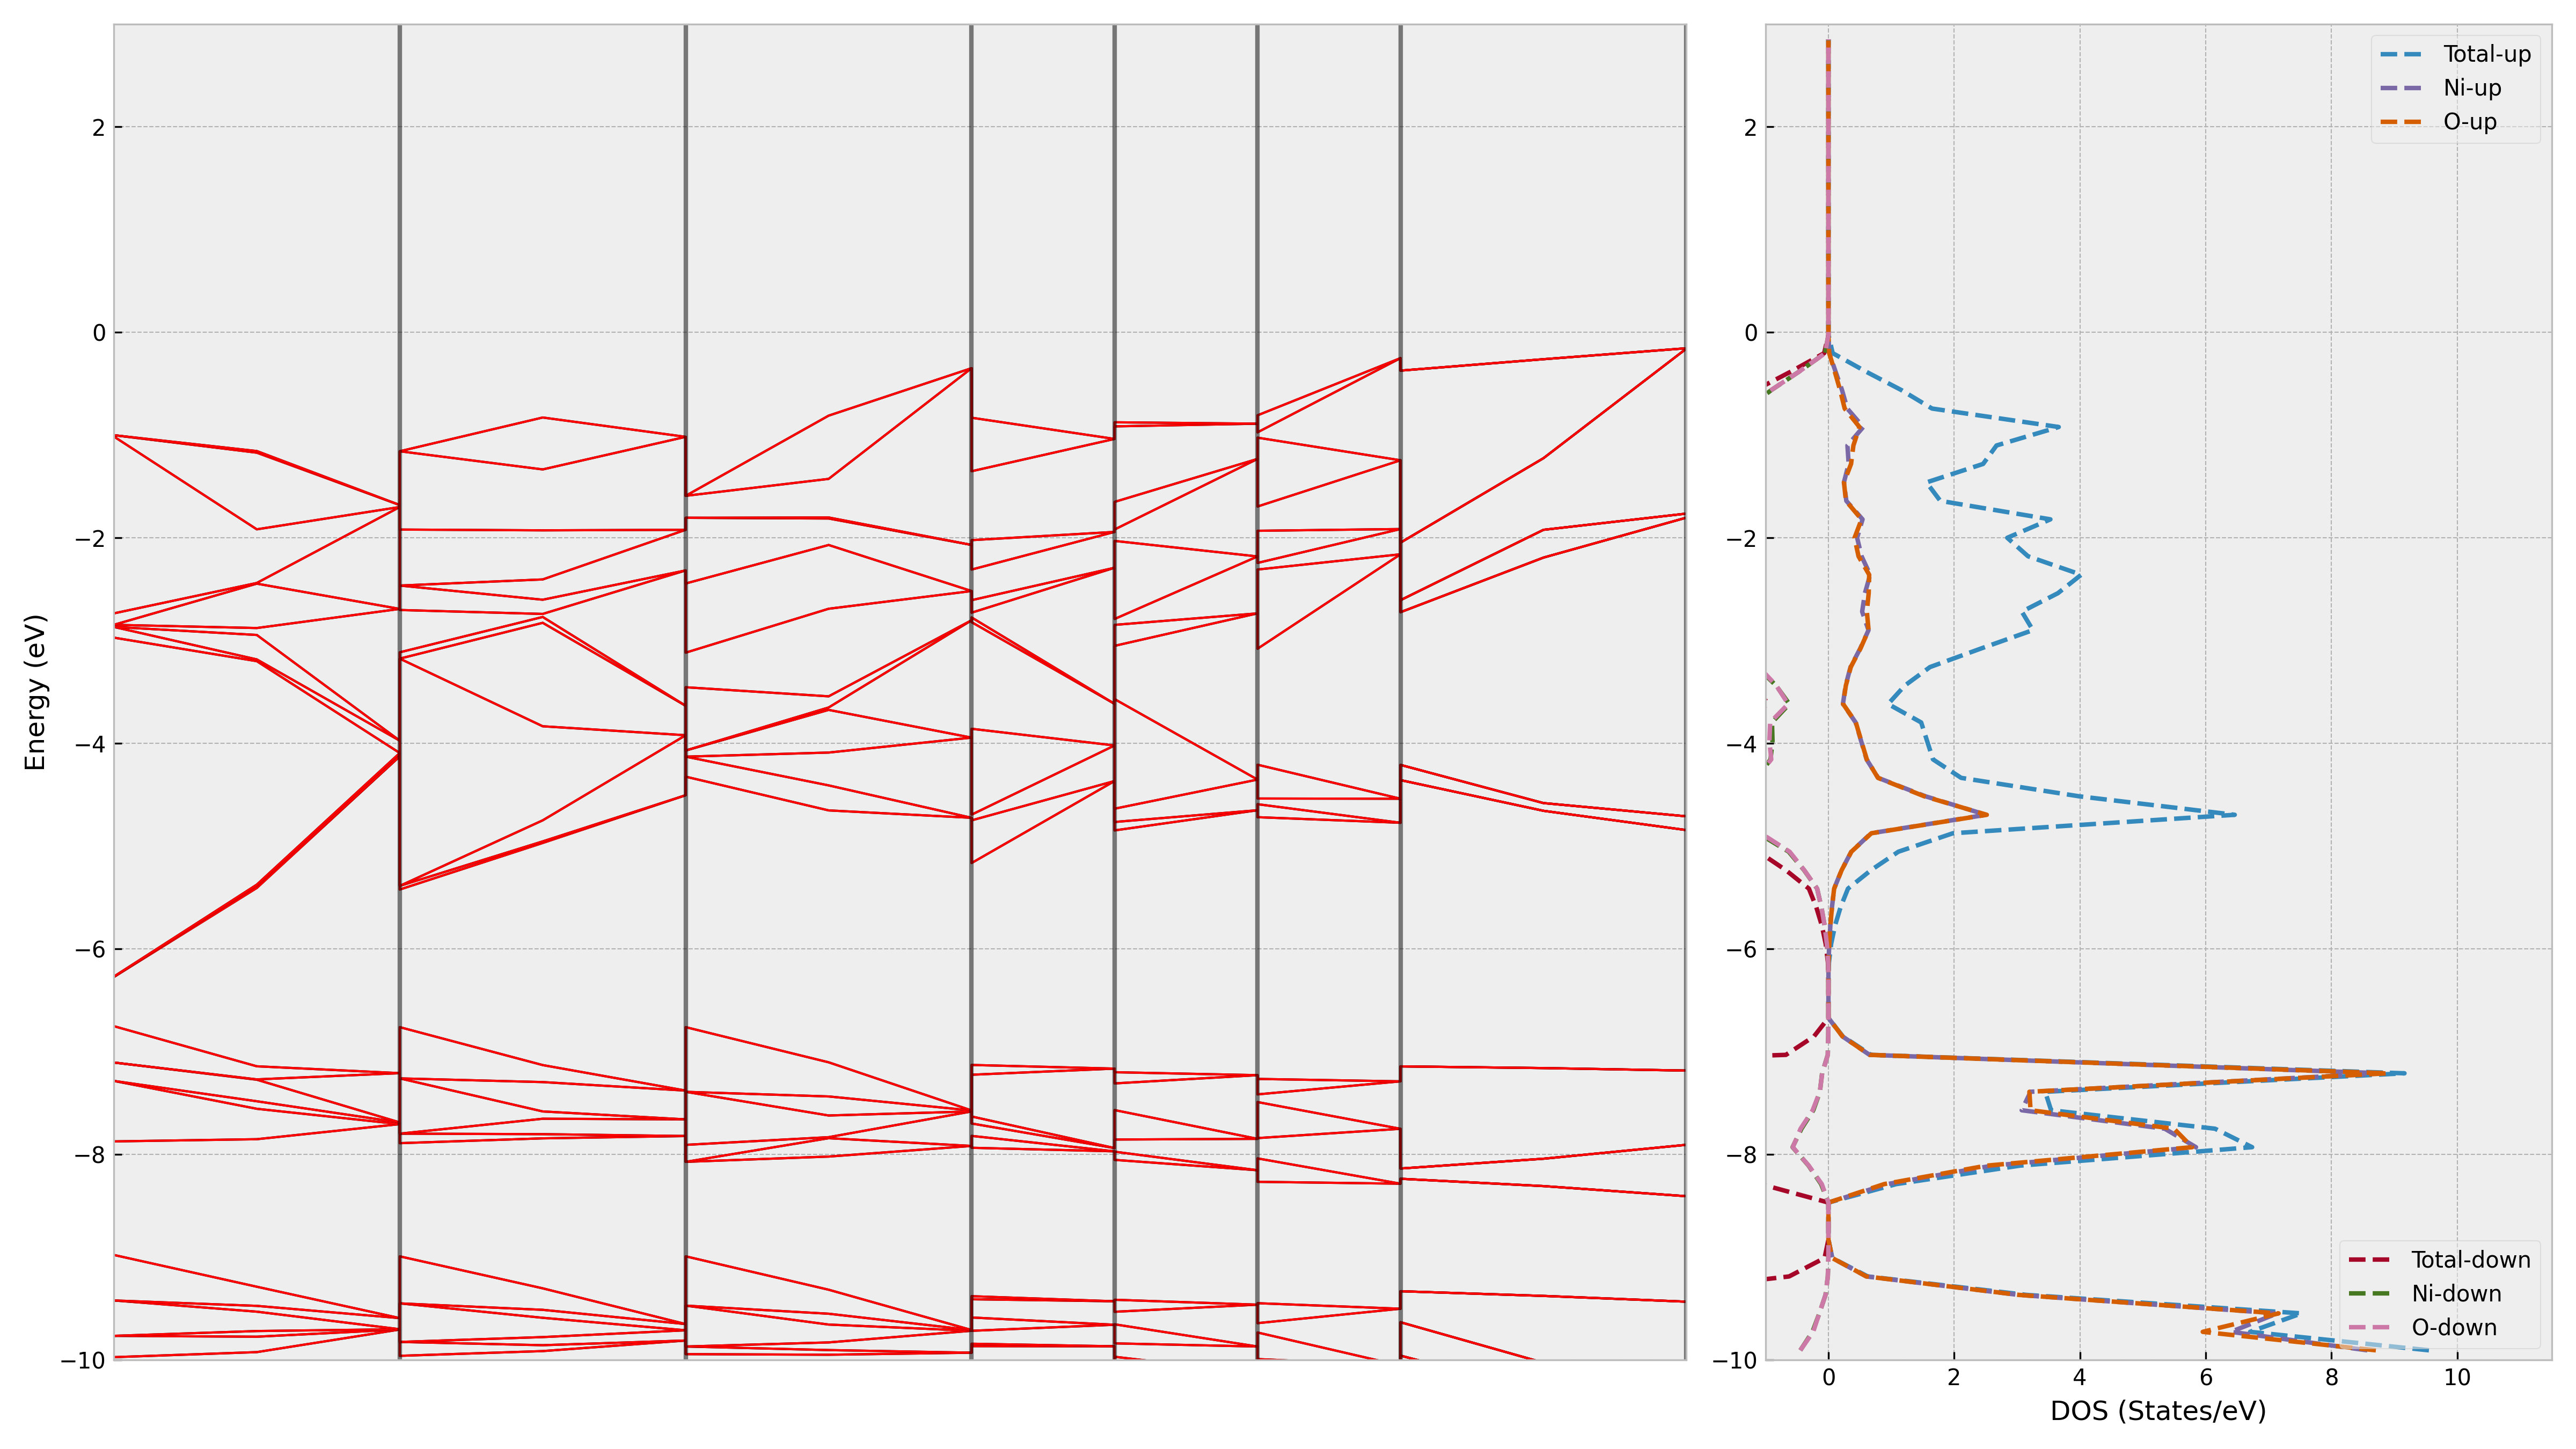 Energy (eV)
2
0
−2
−4
−6
−8
−10
2
0
−2
−4
−6
−8
−10
Total-up
Ni-up
O-up
Total-down
Ni-down
O-down
0 2 4 6 8 10
DOS (States/eV)